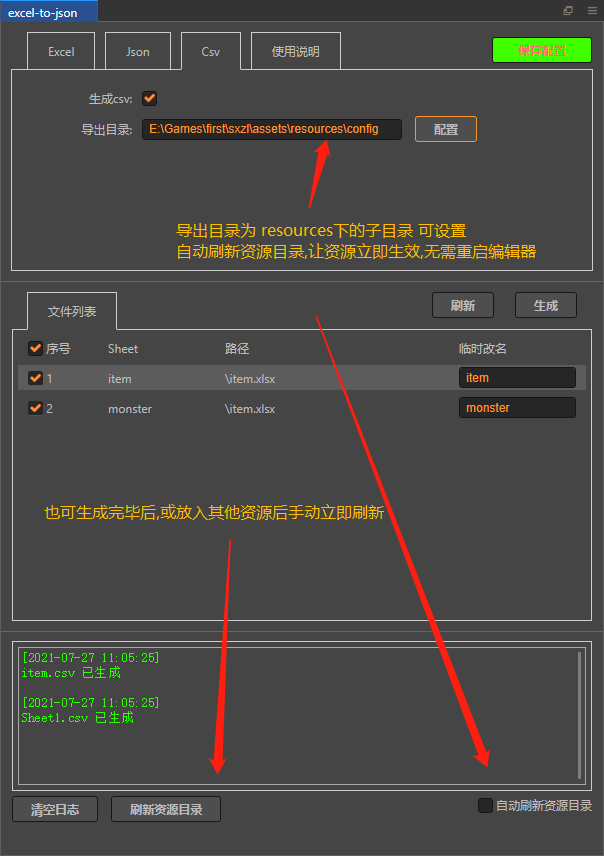 excel-to-json
Excel Json Csv 使用说明 保存配置
生成csv:
导出目录: E:\Games\first\sxzl\assets\resources\config 配置
导出目录为 resources下的子目录 可设置
自动刷新资源目录,让资源立即生效,无需重启编辑器
文件列表 刷新 生成
序号 Sheet 路径 临时改名
1 item \item.xlsx item
2 monster \item.xlsx monster
也可生成完毕后,或放入其他资源后手动立即刷新
[2021-07-27 11:05:25]
item.csv 已生成
[2021-07-27 11:05:25]
Sheet1.csv 已生成
清空日志 刷新资源目录 自动刷新资源目录